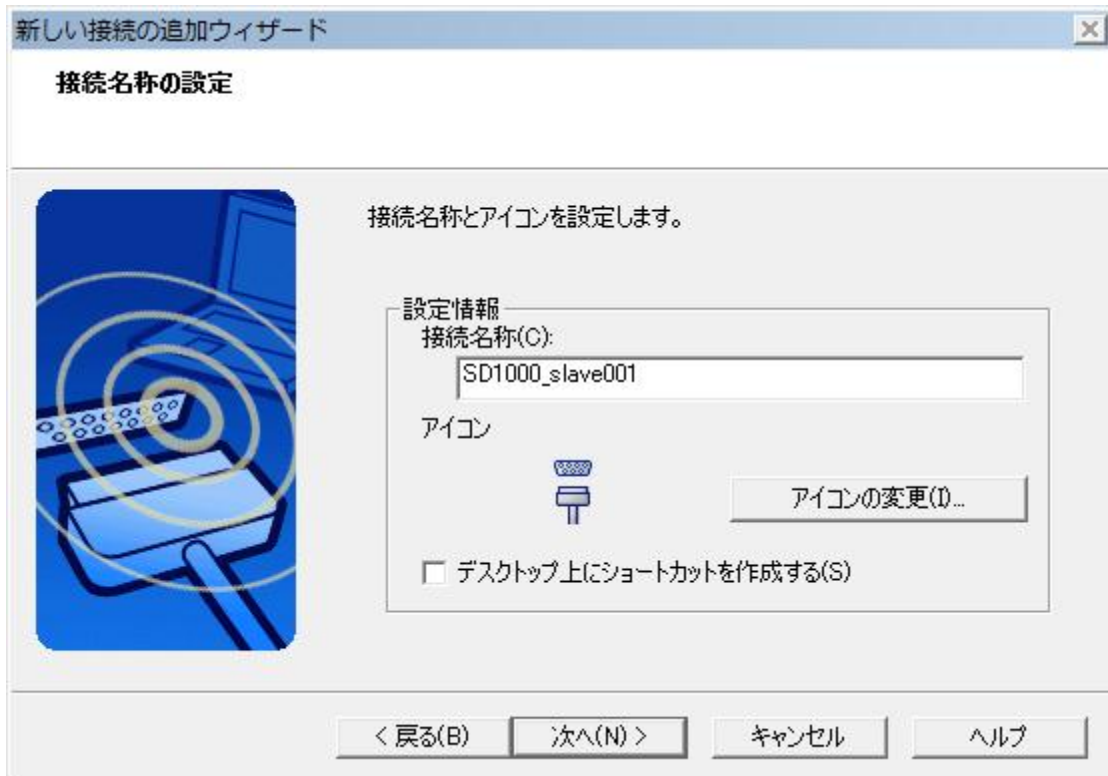 新しい接続の追加ウィザード
接続名称の設定
接続名称とアイコンを設定します。
設定情報
接続名称(C):
SD1000_slave001
アイコン
アイコンの変更(I)...
デスクトップ上にショートカットを作成する(S)
< 戻る(B) 次へ(N) > キャンセル ヘルプ